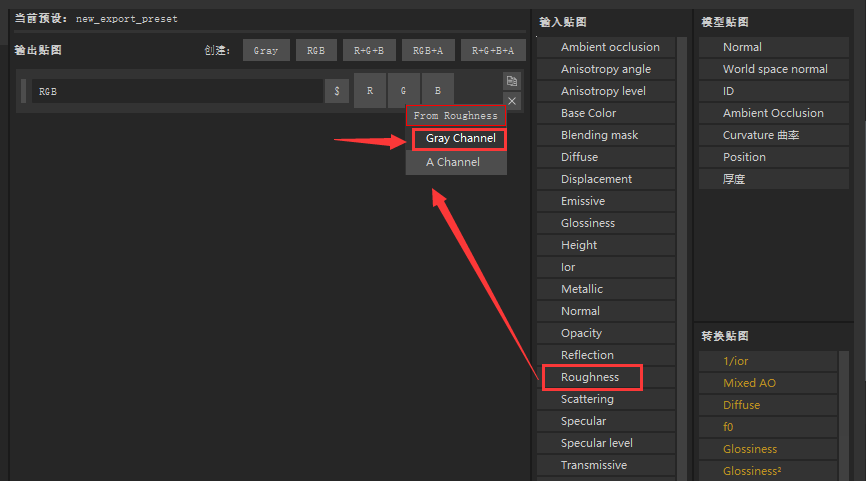 当前预设: new_export_preset
输出贴图 创建: Gray RGB R+G+B RGB+A R+G+B+A
RGB $ R G B
From Roughness
Gray Channel
A Channel
输入贴图
Ambient occlusion
Anisotropy angle
Anisotropy level
Base Color
Blending mask
Diffuse
Displacement
Emissive
Glossiness
Height
Ior
Metallic
Normal
Opacity
Reflection
Roughness
Scattering
Specular
Specular level
Transmissive
模型贴图
Normal
World space normal
ID
Ambient Occlusion
Curvature 曲率
Position
厚度
转换贴图
1/ior
Mixed AO
Diffuse
f0
Glossiness
Glossiness²